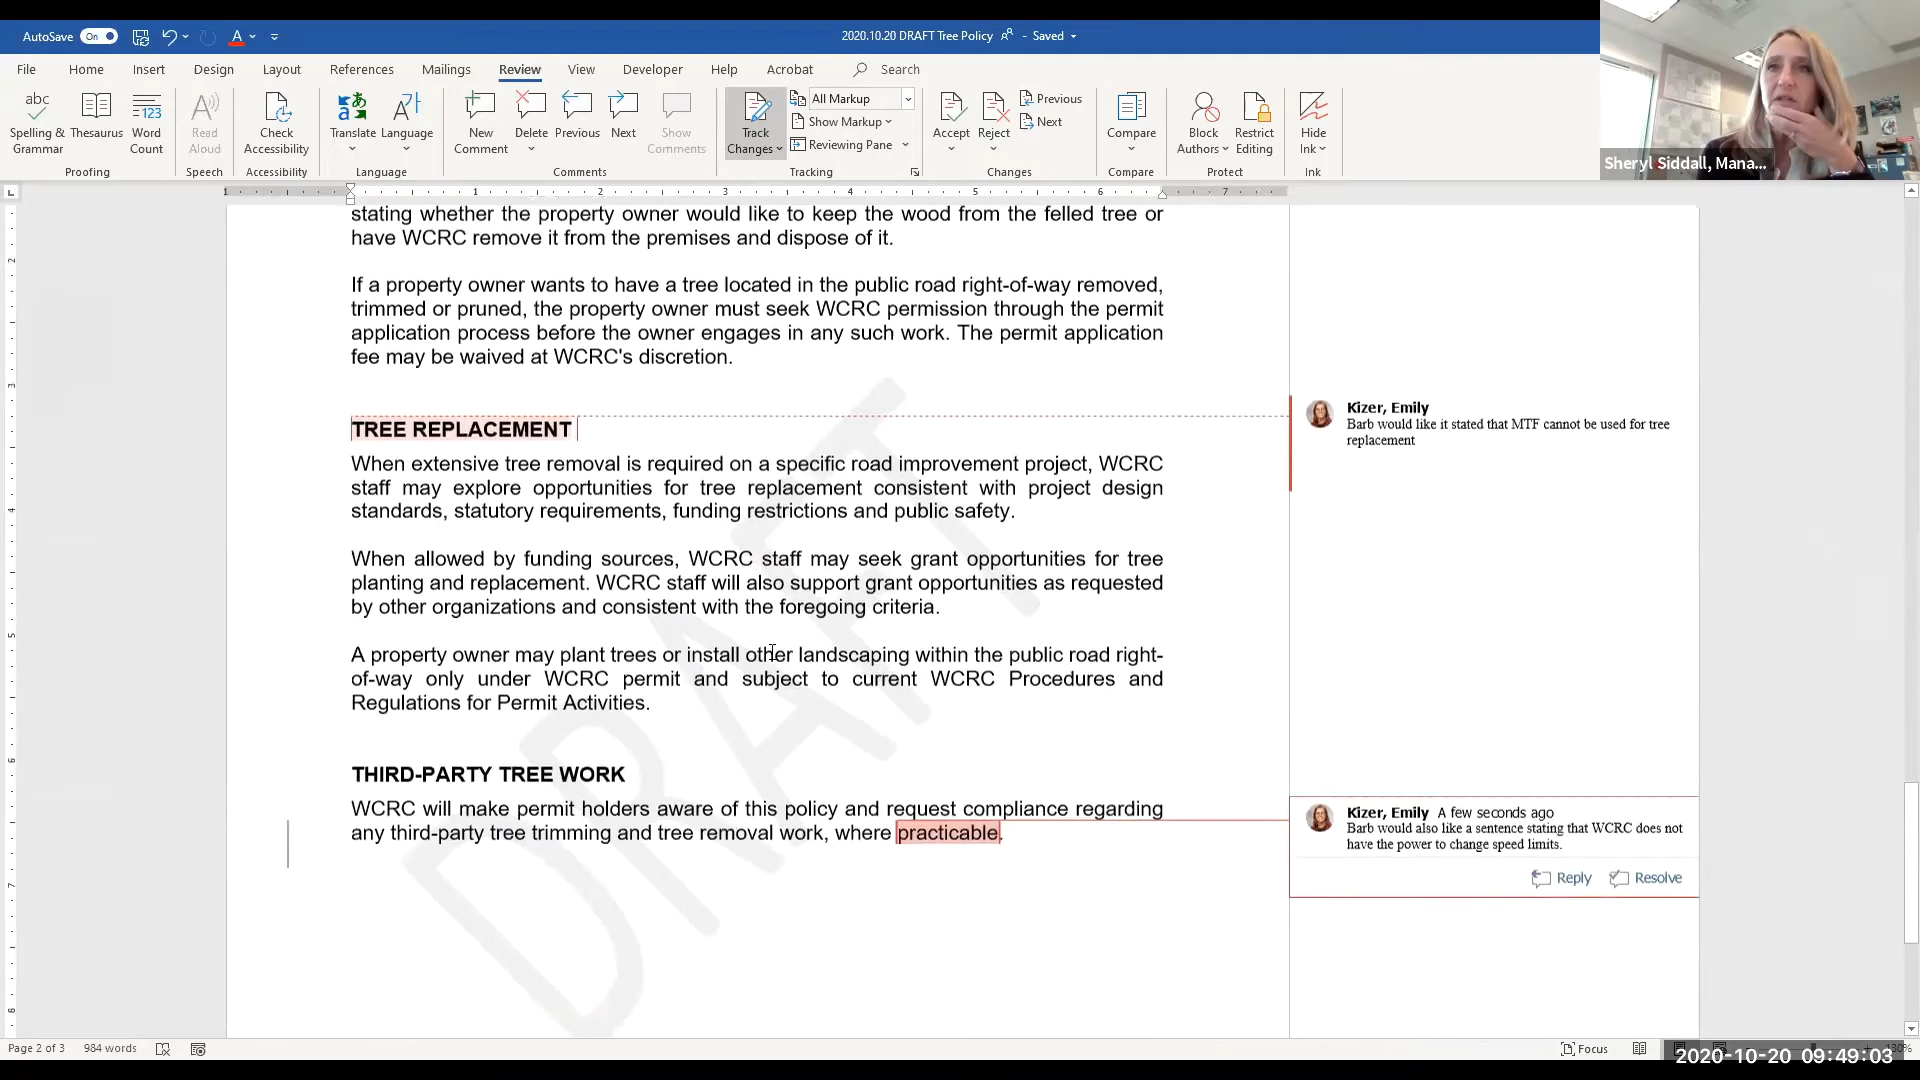 AutoSave On 2020.10.20 DRAFT Tree Policy - Saved
File Home Insert Design Layout References Mailings Review View Developer Help Acrobat Search
abc Spelling & Grammar Thesaurus 123 Word Count Read Aloud Check Accessibility Translate Language New Comment Delete Previous Next Show Comments Track Changes All Markup Show Markup Reviewing Pane Accept Reject Previous Next Compare Block Authors Restrict Editing Hide Ink
Proofing Speech Accessibility Language Comments Tracking Changes Compare Protect Ink
Sheryl Siddall, Mana...
1 1 2 3 4 5 6 7
stating whether the property owner would like to keep the wood from the felled tree or
have WCRC remove it from the premises and dispose of it.
If a property owner wants to have a tree located in the public road right-of-way removed,
trimmed or pruned, the property owner must seek WCRC permission through the permit
application process before the owner engages in any such work. The permit application
fee may be waived at WCRC's discretion.
TREE REPLACEMENT
When extensive tree removal is required on a specific road improvement project, WCRC
staff may explore opportunities for tree replacement consistent with project design
standards, statutory requirements, funding restrictions and public safety.
When allowed by funding sources, WCRC staff may seek grant opportunities for tree
planting and replacement. WCRC staff will also support grant opportunities as requested
by other organizations and consistent with the foregoing criteria.
A property owner may plant trees or install other landscaping within the public road right-
of-way only under WCRC permit and subject to current WCRC Procedures and
Regulations for Permit Activities.
THIRD-PARTY TREE WORK
WCRC will make permit holders aware of this policy and request compliance regarding
any third-party tree trimming and tree removal work, where practicable.
DRAFT
Kizer, Emily
Barb would like it stated that MTF cannot be used for tree
replacement
Kizer, Emily A few seconds ago
Barb would also like a sentence stating that WCRC does not
have the power to change speed limits.
Reply Resolve
2
3
4
5
6
7
8
Page 2 of 3 984 words Focus
2020-10-20 09:49:03